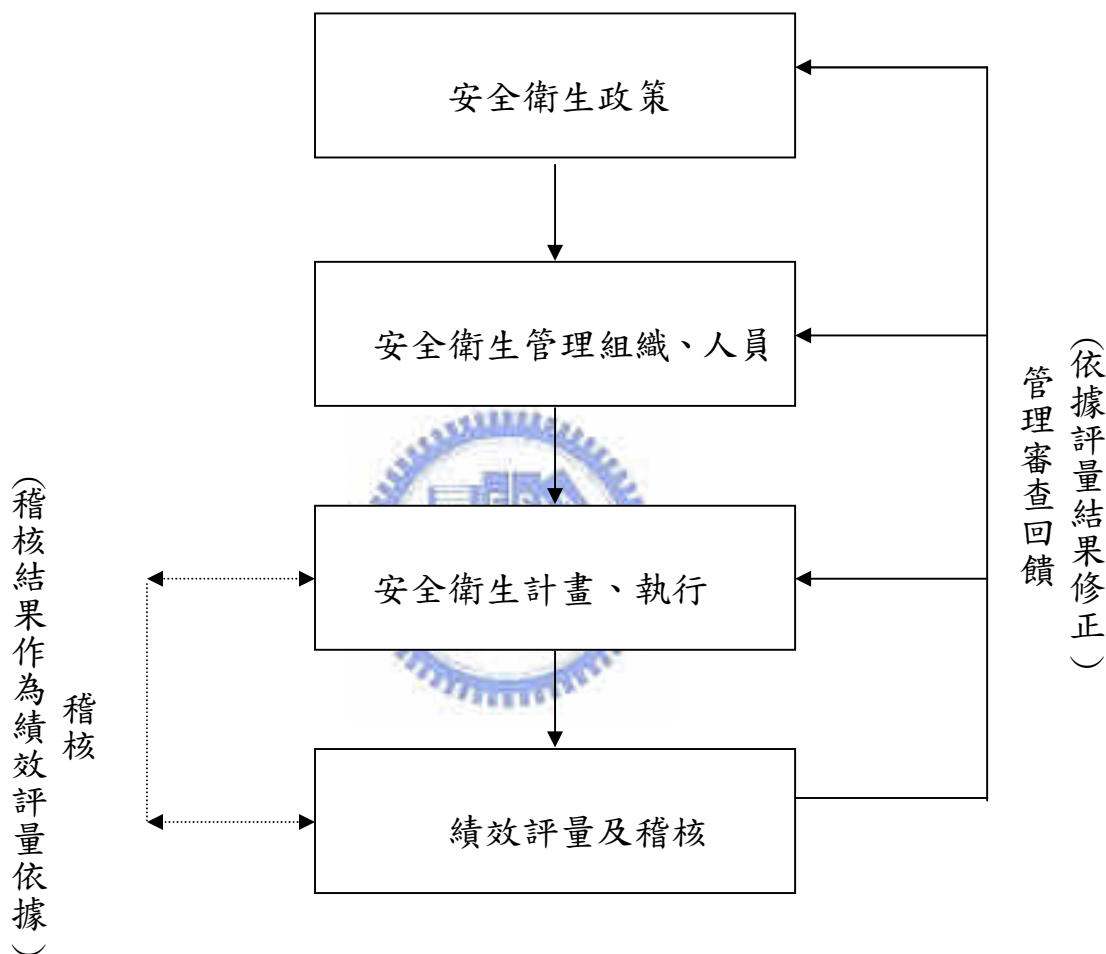 安全衛生政策
安全衛生管理組織、人員
安全衛生計畫、執行
績效評量及稽核
稽核
(稽核結果作為績效評量依據)
(依據評量結果修正)
管理審查回饋